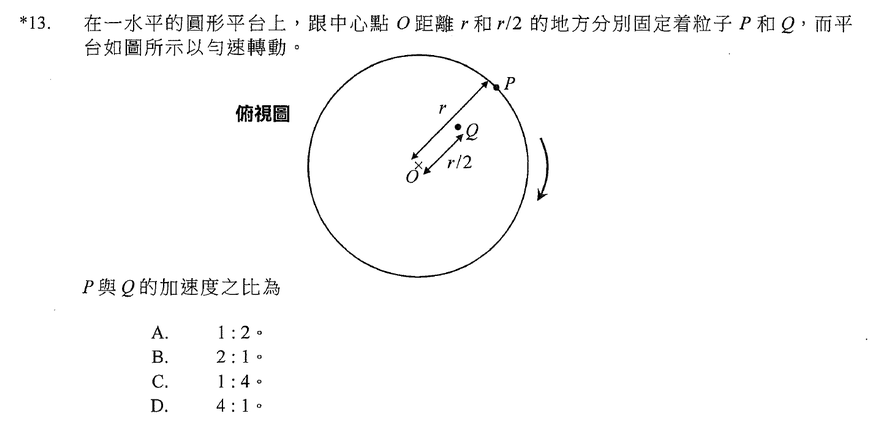 *13. 在一水平的圓形平台上，跟中心點 O 距離 r 和 r/2 的地方分別固定着粒子 P 和 Q，而平
台如圖所示以勻速轉動。
俯視圖
P
r
Q
r/2
O
P 與 Q 的加速度之比為
A. 1 : 2。
B. 2 : 1。
C. 1 : 4。
D. 4 : 1。